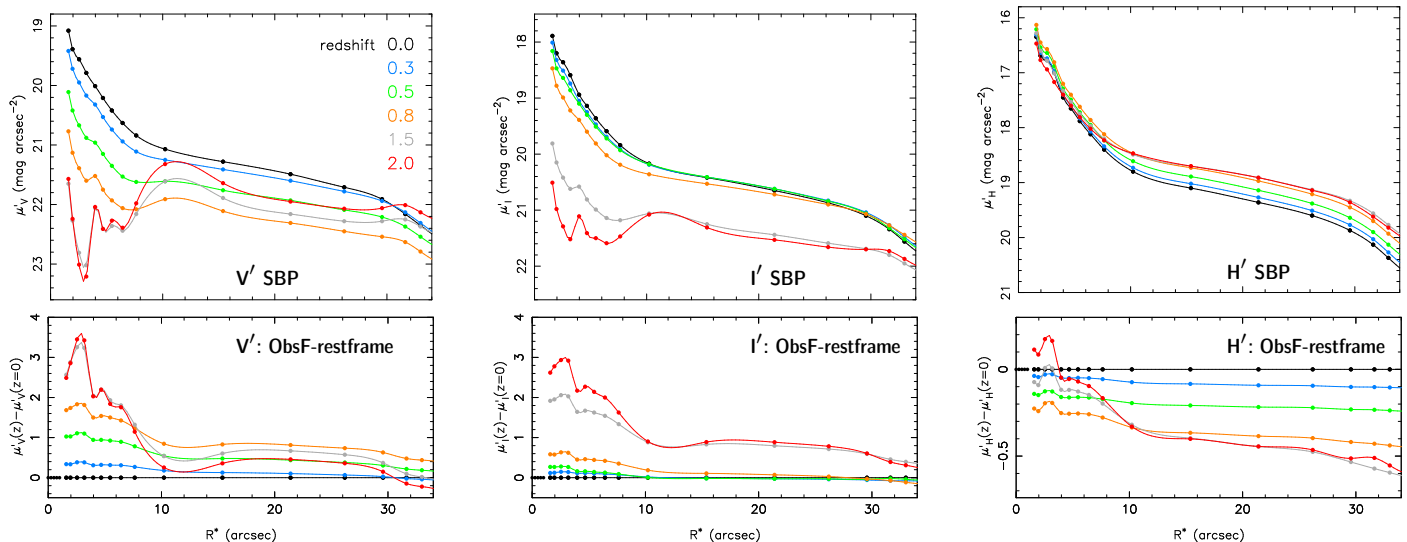 μ′V (mag arcsec−2)
19
20
21
22
23
redshift 0.0
0.3
0.5
0.8
1.5
2.0
V′ SBP
μ′I (mag arcsec−2)
18
19
20
21
22
I′ SBP
μ′H (mag arcsec−2)
16
17
18
19
20
21
H′ SBP
μ′V(z)−μ′V(z=0)
4
3
2
1
0
V′: ObsF-restframe
0 10 20 30
R* (arcsec)
μ′I(z)−μ′I(z=0)
4
3
2
1
0
I′: ObsF-restframe
0 10 20 30
R* (arcsec)
μ′H(z)−μ′H(z=0)
0
−0.5
H′: ObsF-restframe
0 10 20 30
R* (arcsec)